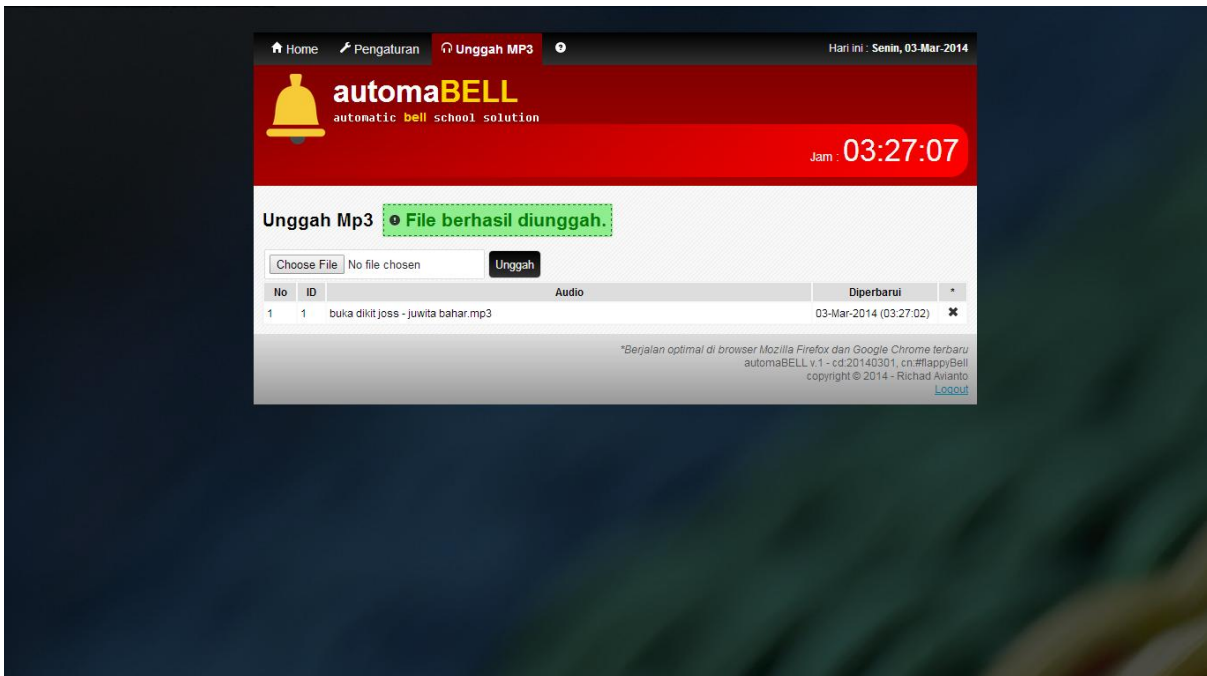 Home Pengaturan Unggah MP3 Hari ini : Senin, 03-Mar-2014
automaBELL
automatic bell school solution
Jam : 03:27:07
Unggah Mp3 File berhasil diunggah.
Choose File No file chosen Unggah
No ID Audio Diperbarui *
1 1 buka dikit joss - juwita bahar.mp3 03-Mar-2014 (03:27:02)
*Berjalan optimal di browser Mozilla Firefox dan Google Chrome terbaru
automaBELL v.1 - cd:20140301, cn:#flappyBell
copyright © 2014 - Richad Avianto
Logout